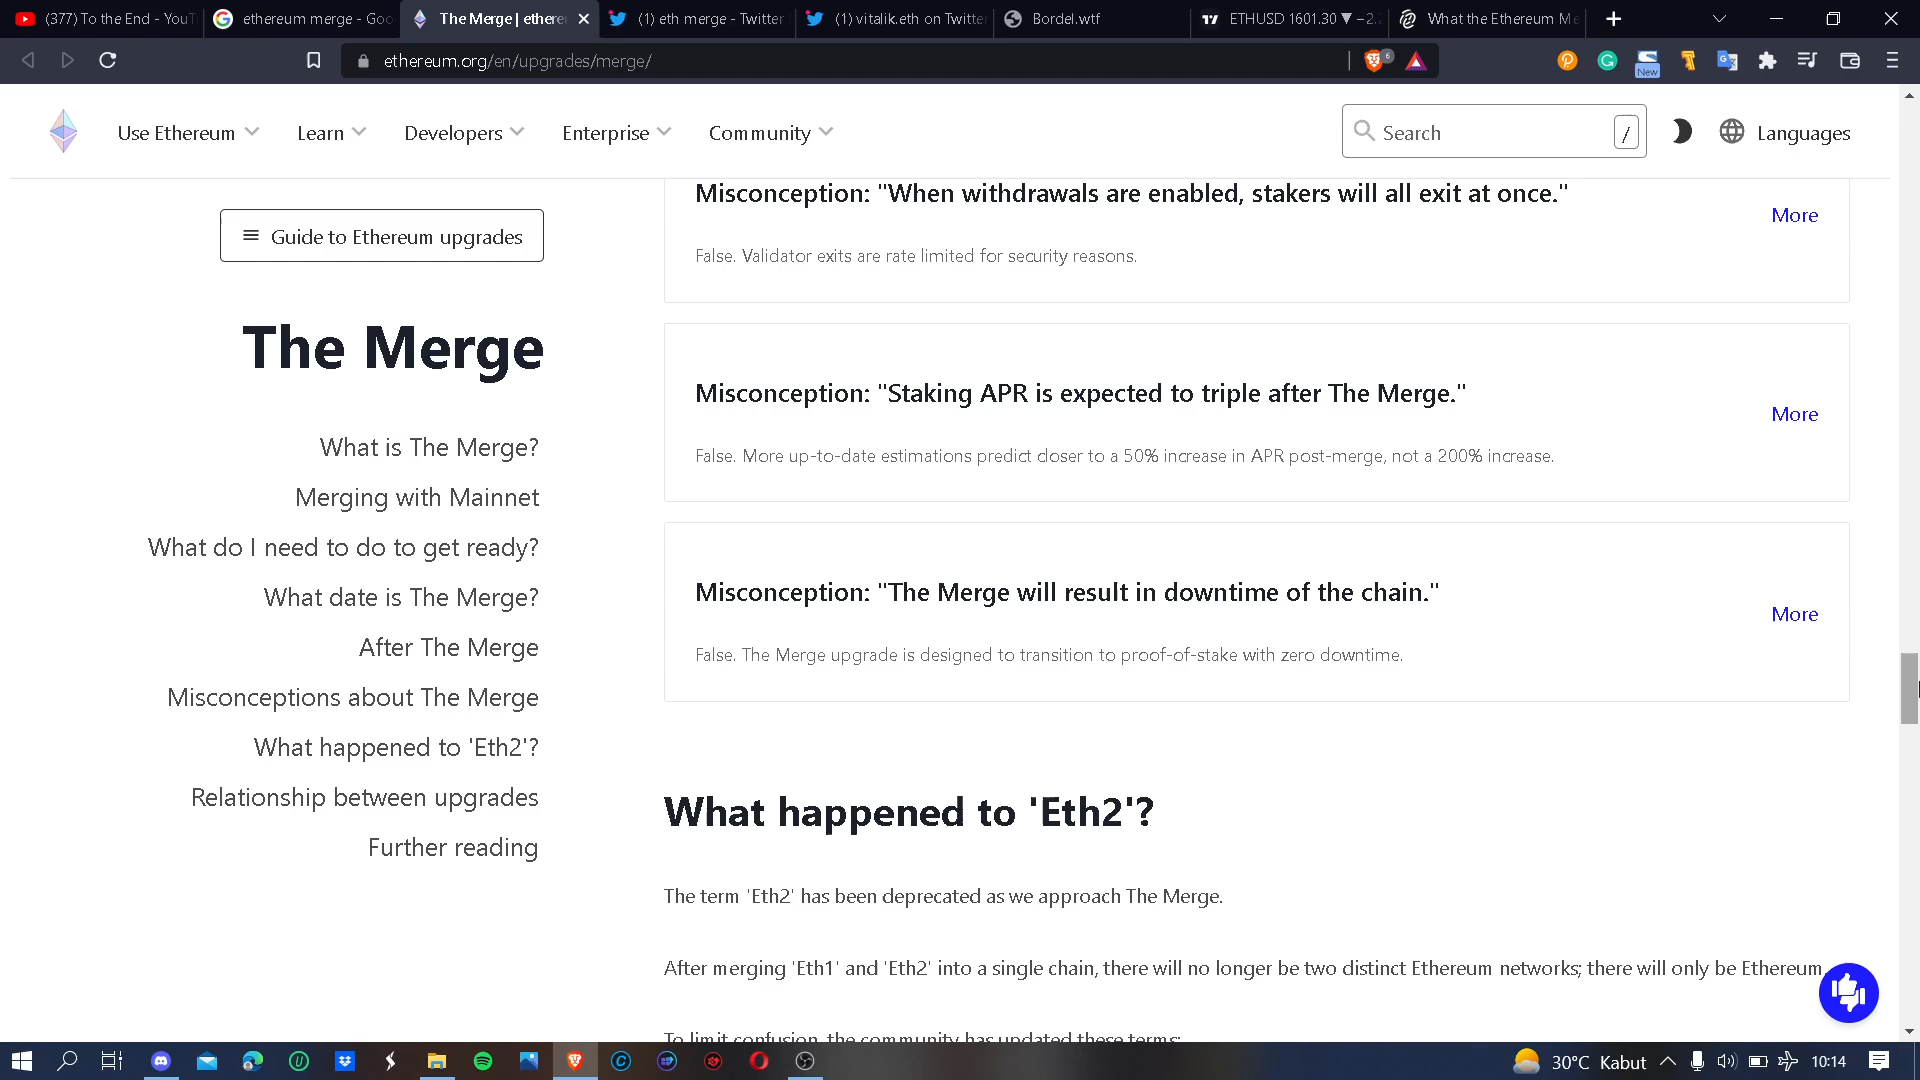 (377) To the End - YouT
ethereum merge - Goo
The Merge | ethere
(1) eth merge - Twitter
(1) vitalik.eth on Twitte
Bordel.wtf
ETHUSD 1601.30 ▼ −2.
What the Ethereum Me
ethereum.org/en/upgrades/merge/
6
New
Use Ethereum
Learn
Developers
Enterprise
Community
Search
/
Languages
Guide to Ethereum upgrades
The Merge
What is The Merge?
Merging with Mainnet
What do I need to do to get ready?
What date is The Merge?
After The Merge
Misconceptions about The Merge
What happened to 'Eth2'?
Relationship between upgrades
Further reading
Misconception: "When withdrawals are enabled, stakers will all exit at once."
More
False. Validator exits are rate limited for security reasons.
Misconception: "Staking APR is expected to triple after The Merge."
More
False. More up-to-date estimations predict closer to a 50% increase in APR post-merge, not a 200% increase.
Misconception: "The Merge will result in downtime of the chain."
More
False. The Merge upgrade is designed to transition to proof-of-stake with zero downtime.
What happened to 'Eth2'?
The term 'Eth2' has been deprecated as we approach The Merge.
After merging 'Eth1' and 'Eth2' into a single chain, there will no longer be two distinct Ethereum networks; there will only be Ethereum.
To limit confusion, the community has updated these terms:
30°C Kabut
10:14